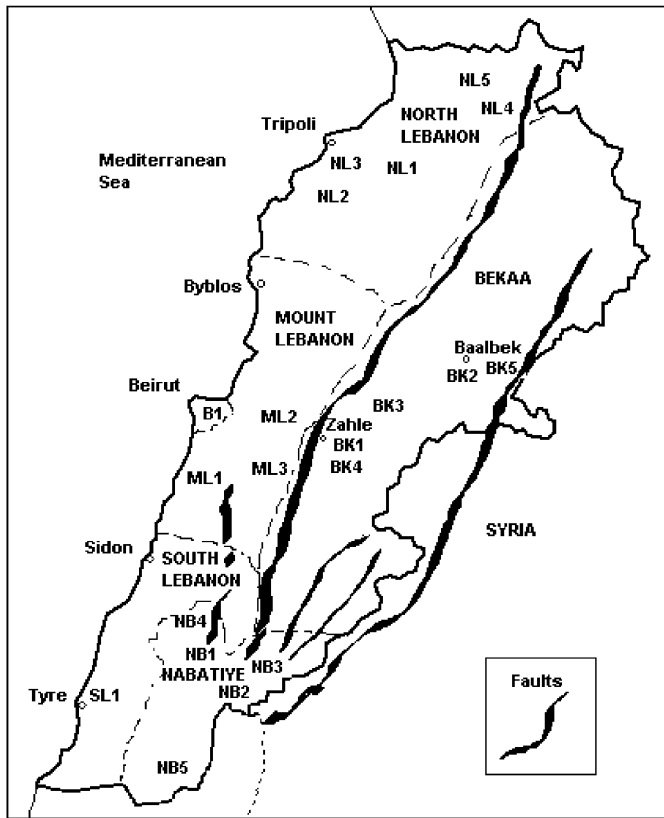 NL5
NL4
NORTH
LEBANON
Tripoli
Mediterranean
Sea
NL3
NL1
NL2
BEKAA
Byblos
MOUNT
LEBANON
Baalbek
BK2
BK5
Beirut
B1
ML2
BK3
Zahle
BK1
BK4
ML3
ML1
SYRIA
Sidon
SOUTH
LEBANON
NB4
NB1
NB3
NABATIYE
NB2
Tyre
SL1
NB5
Faults